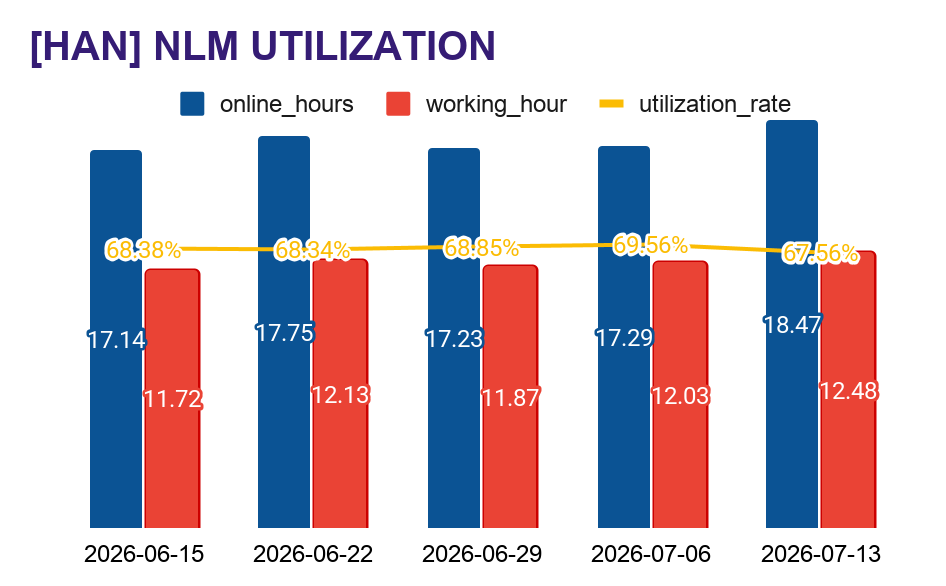 [HAN] NLM UTILIZATION
online_hours working_hour utilization_rate
68.38% 68.34% 68.85% 69.56% 67.56%
17.14 17.75 17.23 17.29 18.47
11.72 12.13 11.87 12.03 12.48
2026-06-15 2026-06-22 2026-06-29 2026-07-06 2026-07-13